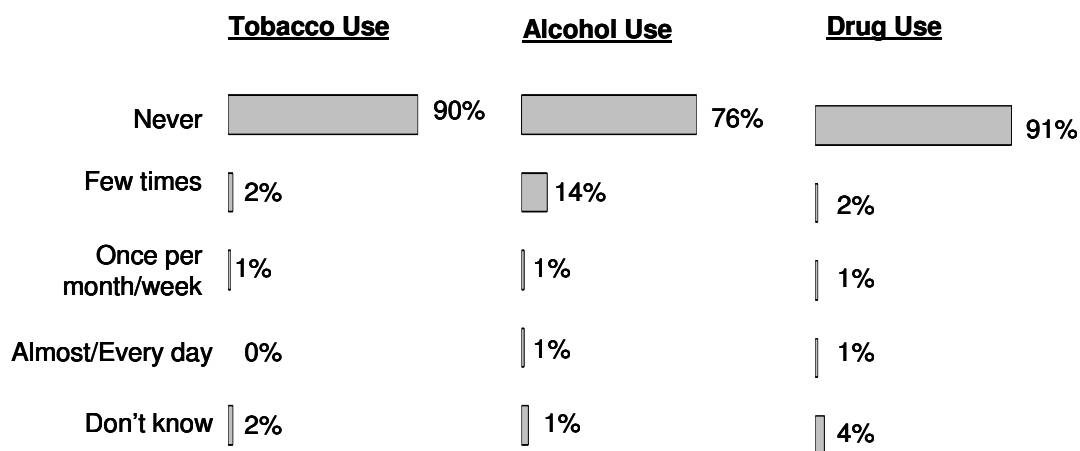 Tobacco Use Alcohol Use Drug Use
Never 90% 76% 91%
Few times 2% 14% 2%
Once per
month/week 1% 1% 1%
Almost/Every day 0% 1% 1%
Don't know 2% 1% 4%